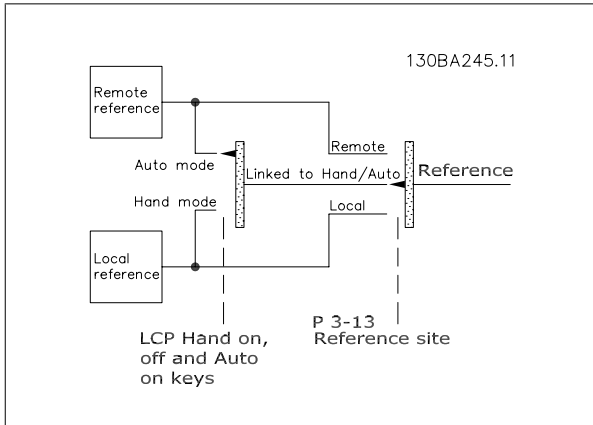 130BA245.11
Remote
reference
Remote
Auto mode
Linked to Hand/Auto
Reference
Hand mode
Local
Local
reference
LCP Hand on,
off and Auto
on keys
P 3-13
Reference site